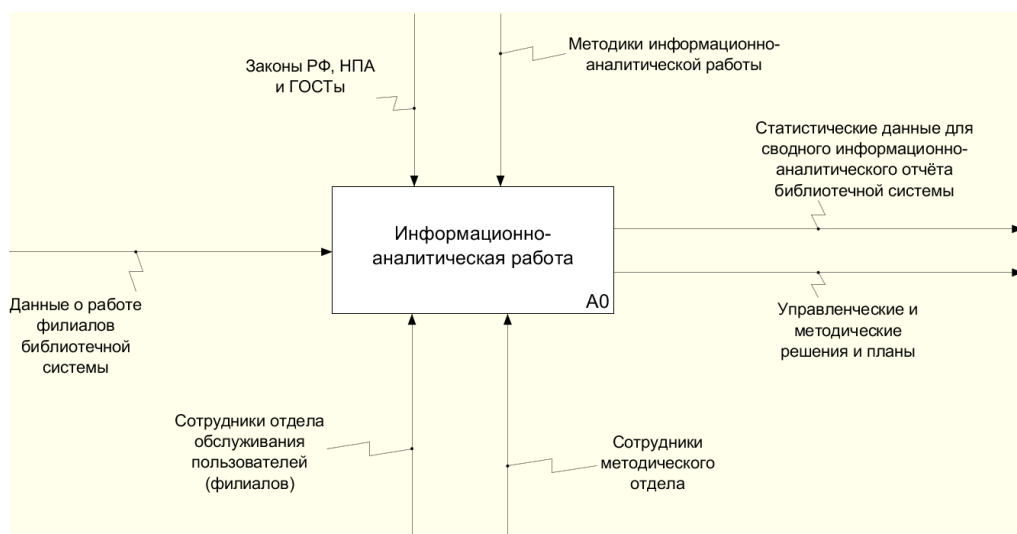 Методики информационно-
аналитической работы
Законы РФ, НПА
и ГОСТы
Статистические данные для
сводного информационно-
аналитического отчёта
библиотечной системы
Информационно-
аналитическая работа
A0
Данные о работе
филиалов
библиотечной
системы
Управленческие и
методические
решения и планы
Сотрудники отдела
обслуживания
пользователей
(филиалов)
Сотрудники
методического
отдела